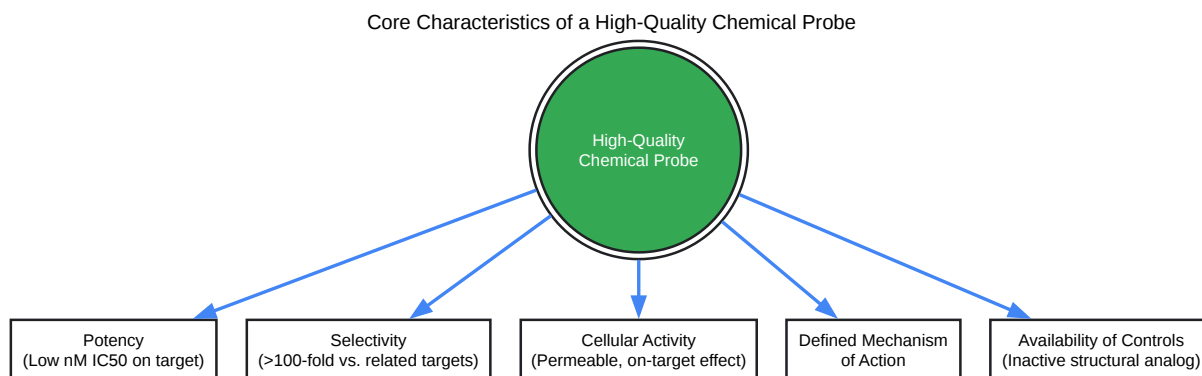 Core Characteristics of a High-Quality Chemical Probe
High-Quality
Chemical Probe
Potency
(Low nM IC50 on target)
Selectivity
(>100-fold vs. related targets)
Cellular Activity
(Permeable, on-target effect)
Defined Mechanism
of Action
Availability of Controls
(Inactive structural analog)